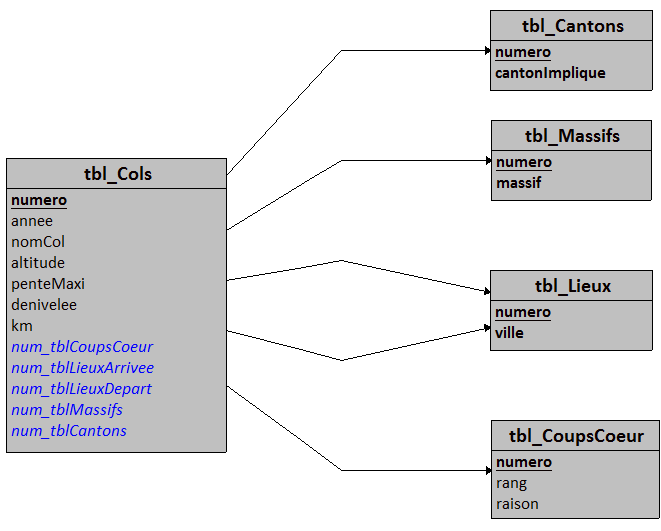 tbl_Cols
numero
annee
nomCol
altitude
penteMaxi
denivelee
km
num_tblCoupsCoeur
num_tblLieuxArrivee
num_tblLieuxDepart
num_tblMassifs
num_tblCantons
tbl_Cantons
numero
cantonImplique
tbl_Massifs
numero
massif
tbl_Lieux
numero
ville
tbl_CoupsCoeur
numero
rang
raison